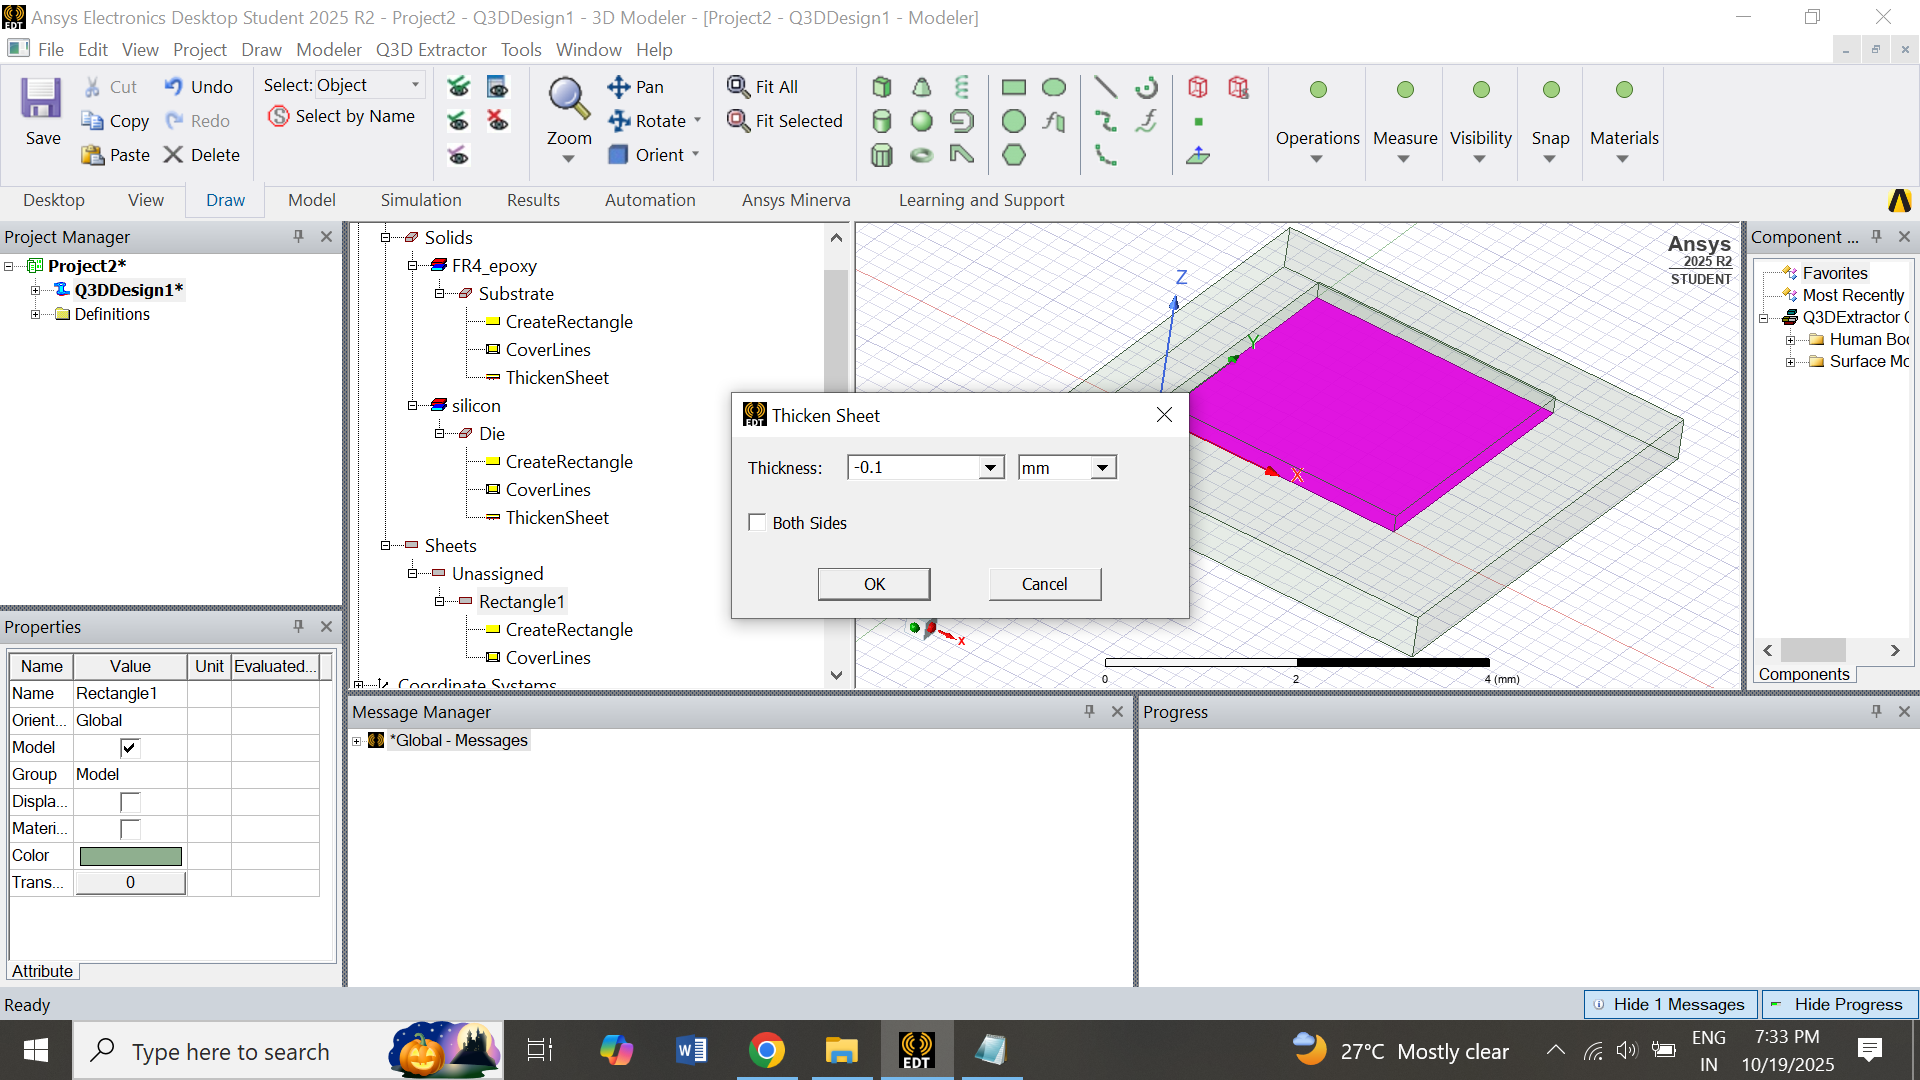 Ansys Electronics Desktop Student 2025 R2 - Project2 - Q3DDesign1 - 3D Modeler - [Project2 - Q3DDesign1 - Modeler]
File Edit View Project Draw Modeler Q3D Extractor Tools Window Help
Save
Cut
Copy
Paste
Undo
Redo
Delete
Select: Object
Select by Name
Zoom
Pan
Rotate
Orient
Fit All
Fit Selected
Operations
Measure
Visibility
Snap
Materials
Desktop View Draw Model Simulation Results Automation Ansys Minerva Learning and Support
Project Manager
Project2*
Q3DDesign1*
Definitions
Solids
FR4_epoxy
Substrate
CreateRectangle
CoverLines
ThickenSheet
silicon
Die
CreateRectangle
CoverLines
ThickenSheet
Sheets
Unassigned
Rectangle1
CreateRectangle
CoverLines
Coordinate Systems
Ansys
2025 R2
STUDENT
Z
Y
X
X
0 2 4 (mm)
EDT Thicken Sheet
Thickness: -0.1 mm
Both Sides
OK Cancel
Component ...
Favorites
Most Recently
Q3DExtractor
Human Bo
Surface M
Components
Properties
Name Value Unit Evaluated...
Name Rectangle1
Orient... Global
Model
Group Model
Displa...
Materi...
Color
Trans... 0
Attribute
Message Manager
*Global - Messages
Progress
Ready
Hide 1 Messages Hide Progress
Type here to search
EDT
27°C Mostly clear
ENG
IN
7:33 PM
10/19/2025